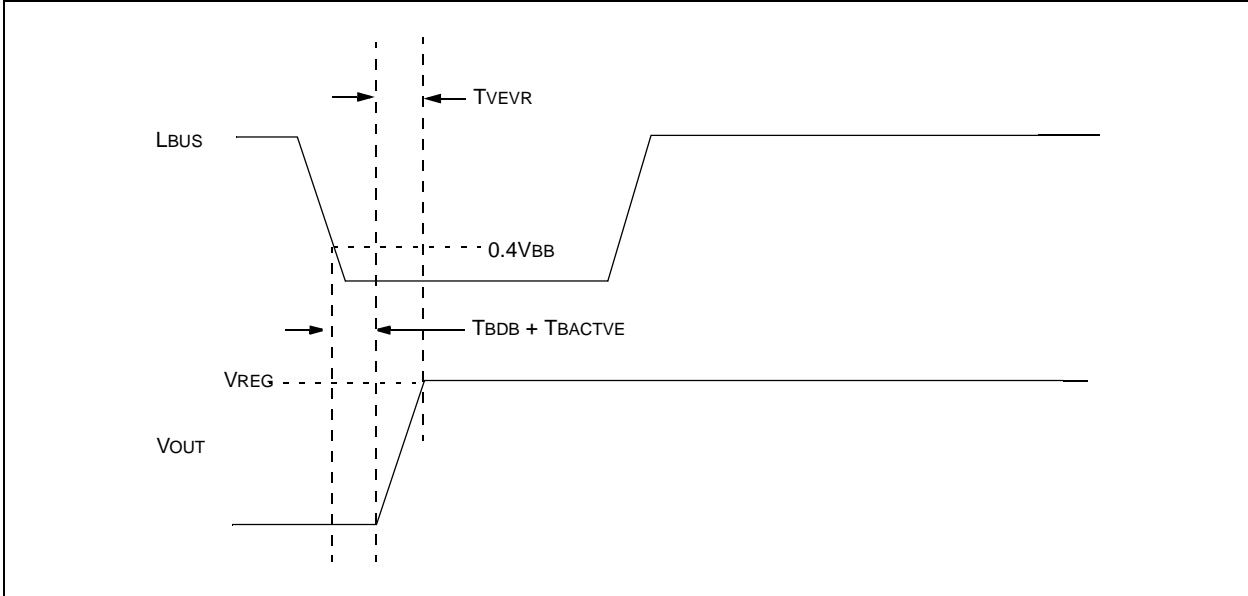 TVEVR
LBUS
0.4VBB
TBDB + TBACTVE
VREG
VOUT